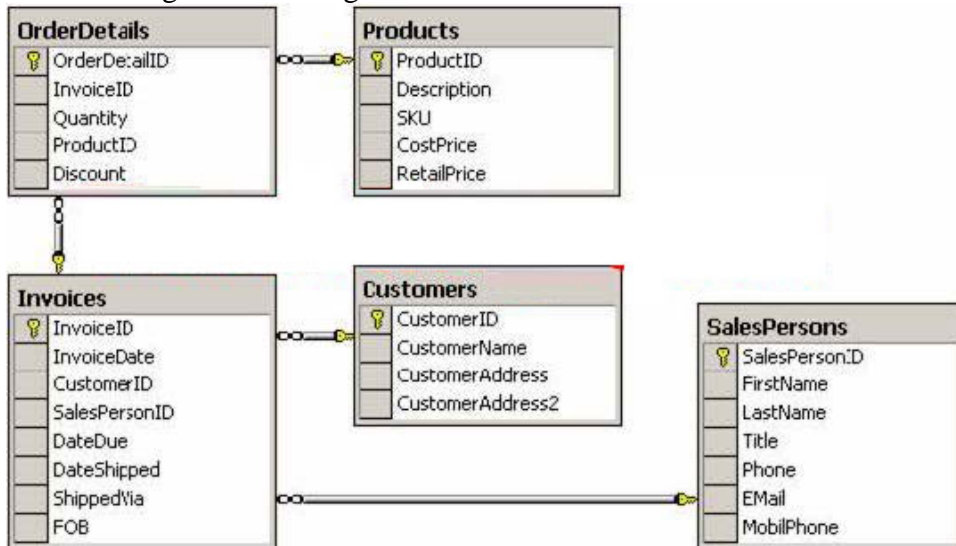 OrderDetails
OrderDetailID
InvoiceID
Quantity
ProductID
Discount
Products
ProductID
Description
SKU
CostPrice
RetailPrice
Invoices
InvoiceID
InvoiceDate
CustomerID
SalesPersonID
DateDue
DateShipped
ShippedVia
FOB
Customers
CustomerID
CustomerName
CustomerAddress
CustomerAddress2
SalesPersons
SalesPersonID
FirstName
LastName
Title
Phone
EMail
MobilPhone